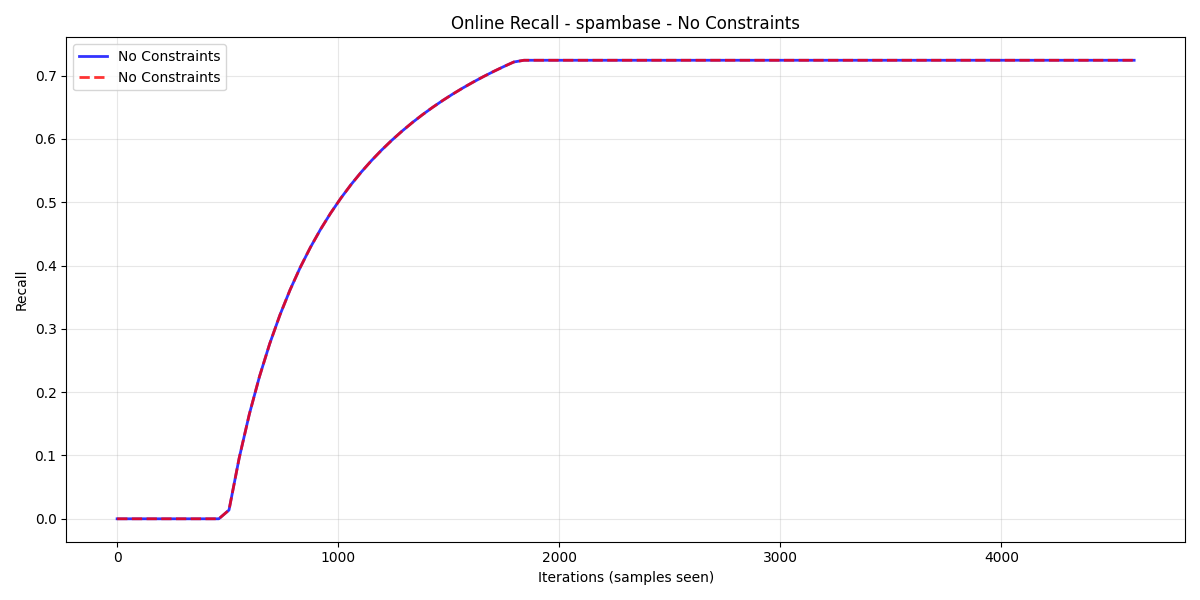 Online Recall - spambase - No Constraints
No Constraints
No Constraints
0.7
0.6
0.5
0.4
0.3
0.2
0.1
0.0
Recall
0 1000 2000 3000 4000
Iterations (samples seen)